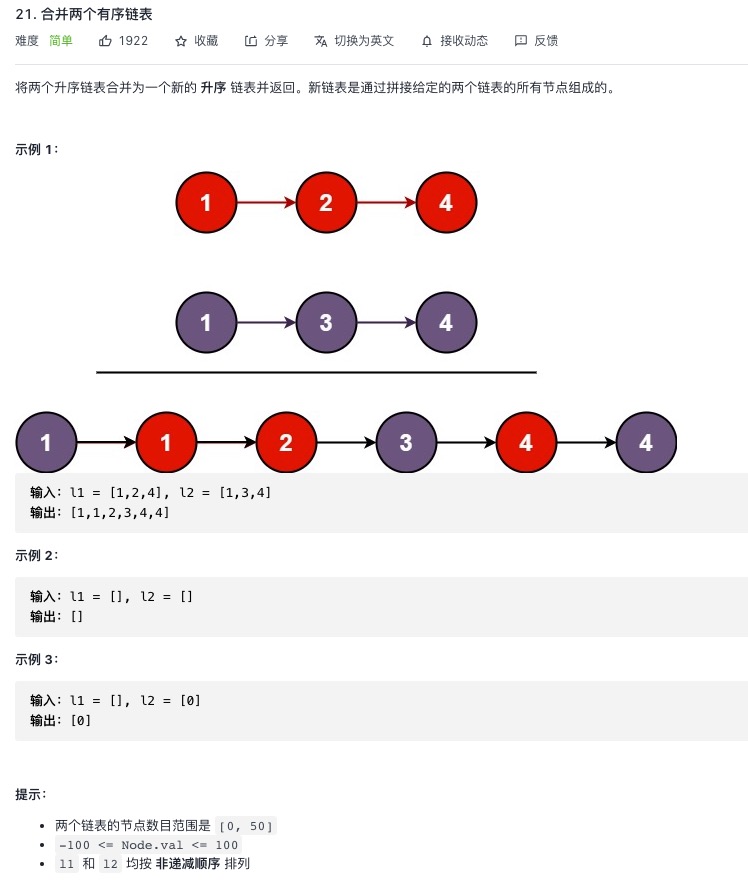 21. 合并两个有序链表
难度 简单 1922 收藏 分享 切换为英文 接收动态 反馈
将两个升序链表合并为一个新的 升序 链表并返回。新链表是通过拼接给定的两个链表的所有节点组成的。
示例 1：
1 2 4
1 3 4
1 1 2 3 4 4
输入：l1 = [1,2,4], l2 = [1,3,4]
输出：[1,1,2,3,4,4]
示例 2：
输入：l1 = [], l2 = []
输出：[]
示例 3：
输入：l1 = [], l2 = [0]
输出：[0]
提示：
• 两个链表的节点数目范围是 [0, 50]
• -100 <= Node.val <= 100
• l1 和 l2 均按 非递减顺序 排列